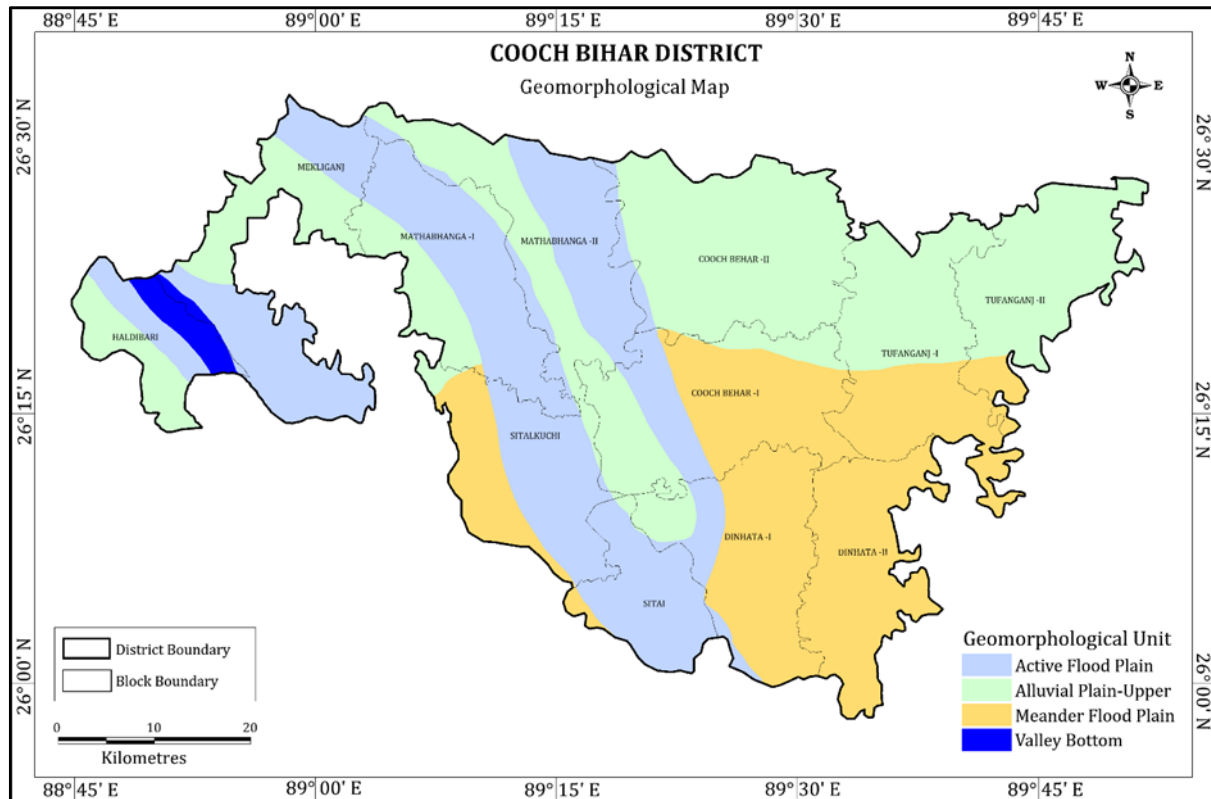 88°45' E 89°00' E 89°15' E 89°30' E 89°45' E
COOCH BIHAR DISTRICT
Geomorphological Map
N
W E
S
26°30' N
26°30' N
MEKLIGANJ
MATHABHANGA -I
MATHABHANGA -II
COOCH BEHAR -II
TUFANGANJ -II
HALDIBARI
TUFANGANJ -I
COOCH BEHAR -I
26°15' N
26°15' N
SITALKUCHI
DINHATA -I
DINHATA -II
SITAI
26°00' N
26°00' N
District Boundary
Block Boundary
0 10 20
Kilometres
Geomorphological Unit
Active Flood Plain
Alluvial Plain-Upper
Meander Flood Plain
Valley Bottom
88°45' E 89°00' E 89°15' E 89°30' E 89°45' E